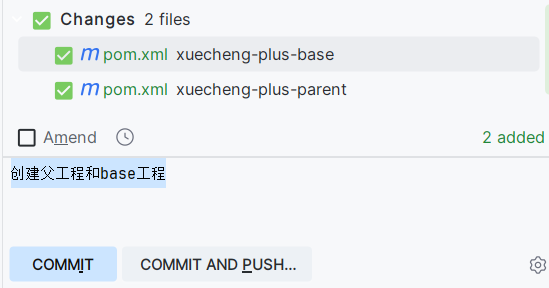 Changes 2 files
m pom.xml xuecheng-plus-base
m pom.xml xuecheng-plus-parent
Amend 2 added
创建父工程和base工程
COMMIT COMMIT AND PUSH...